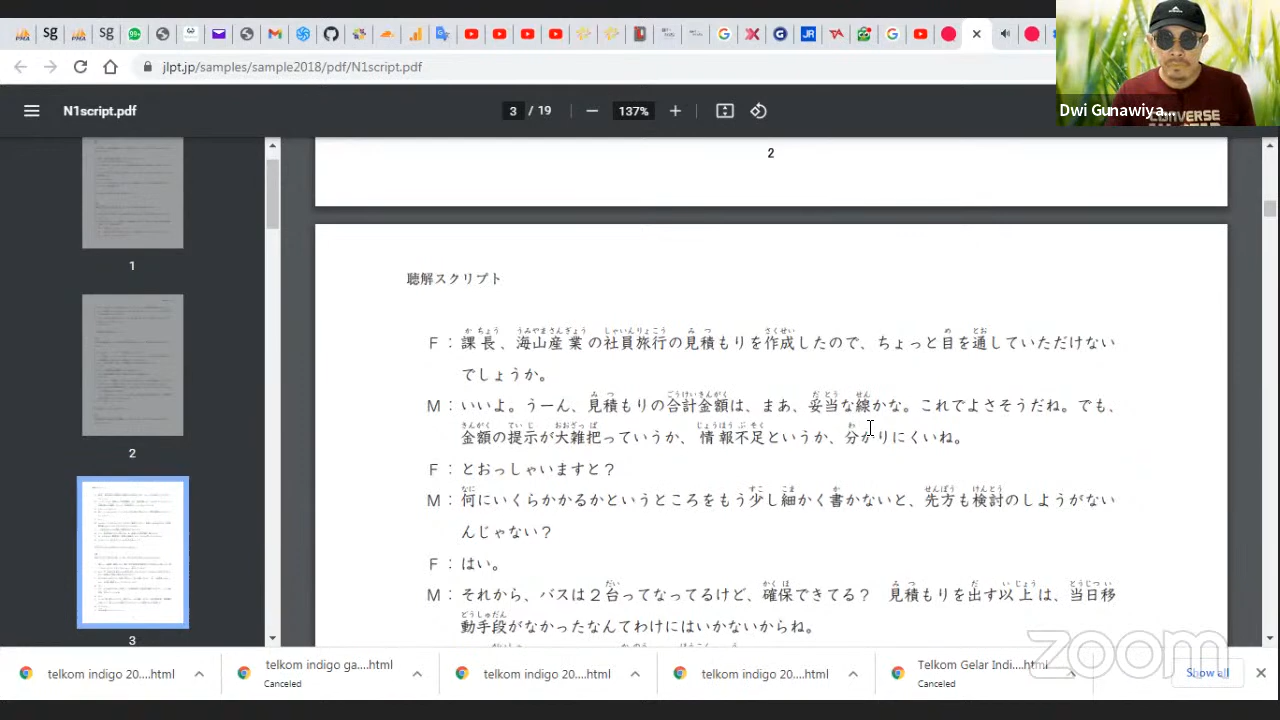 jlpt.jp/samples/sample2018/pdf/N1script.pdf
Dwi Gunawiya...
CONVERSE
N1script.pdf
3 / 19
137%
1
2
3
2
聴解スクリプト
F：課長、海山産業の社員旅行の見積もりを作成したので、ちょっと目を通していただけない
でしょうか。
M：いいよ。うーん、見積もりの合計金額は、まあ、妥当な線かな。これでよさそうだね。でも、
金額の提示が大雑把っていうか、情報不足というか、分かりにくいね。
F：とおっしゃいますと？
M：何にいくらかかるかというところをもう少し細かく書かないと、先方も検討のしようがない
んじゃない？
F：はい。
M：それから、バスは２台ってなってるけど、確保できてる？　見積もりを出す以上は、当日移
動手段がなかったなんてわけにはいかないからね。
zoom
telkom indigo 20....html
telkom indigo ga....html
Canceled
telkom indigo 20....html
telkom indigo 20....html
Telkom Gelar Indi....html
Canceled
Show all